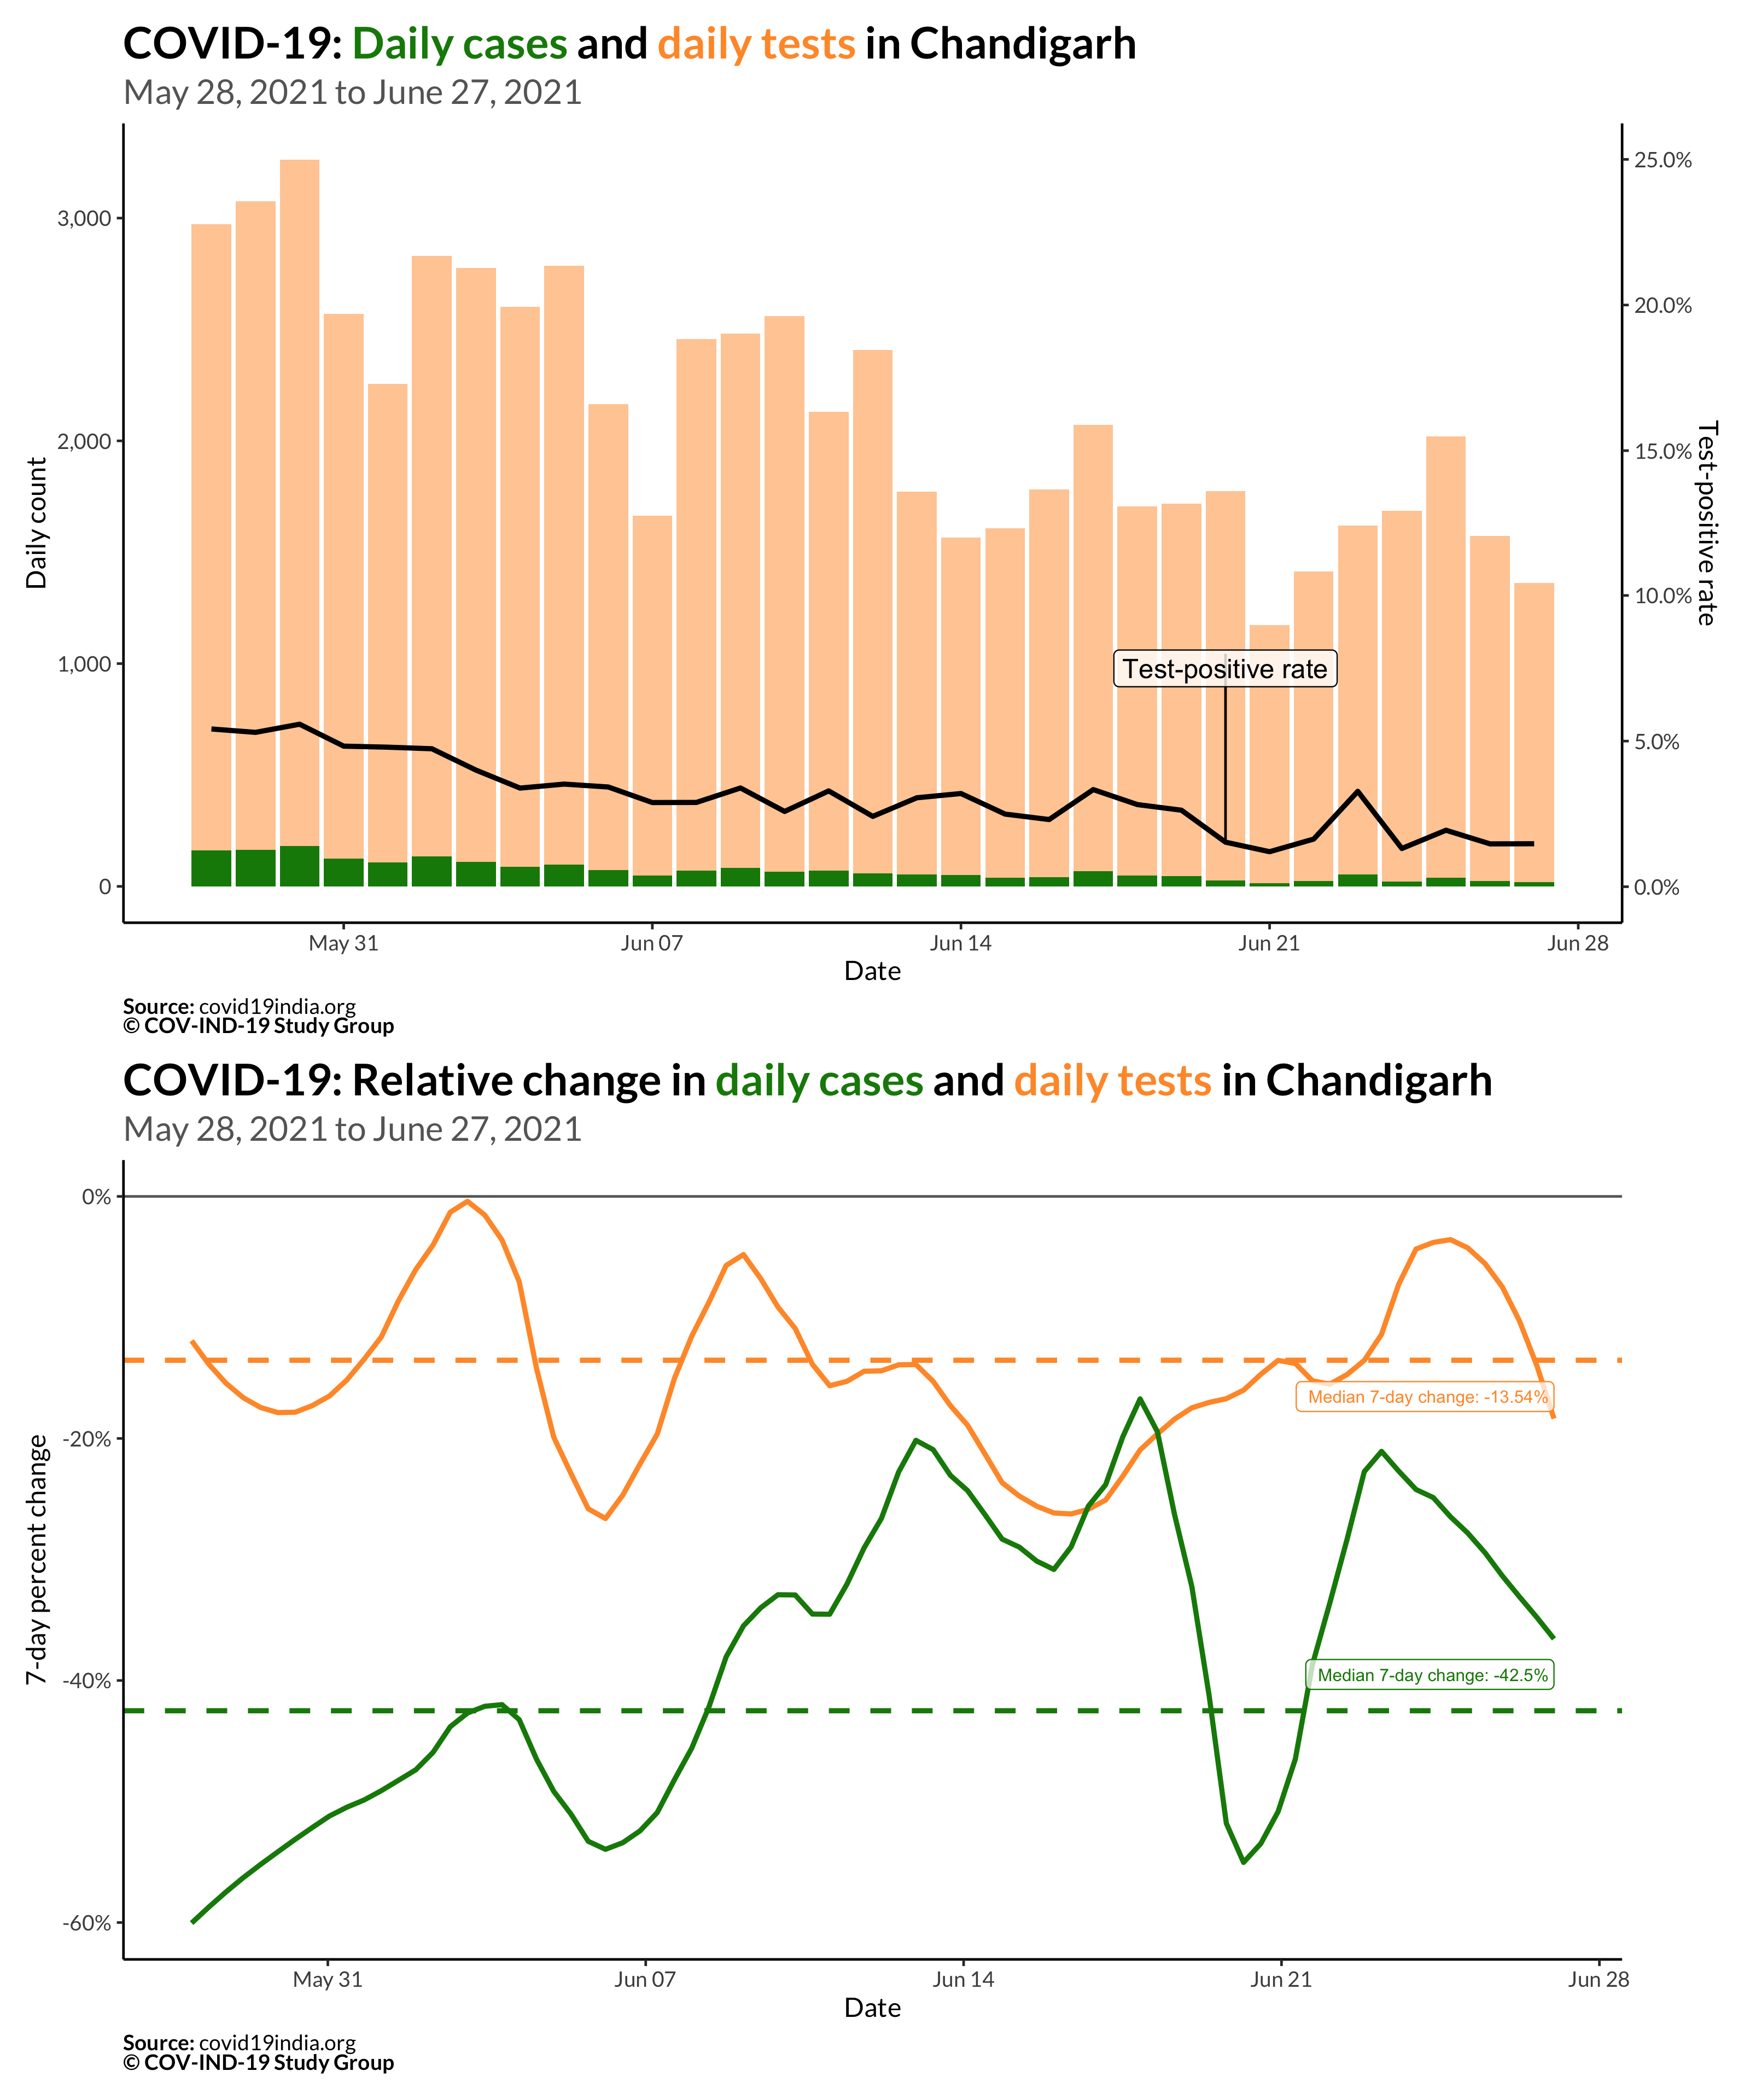 COVID-19: Daily cases and daily tests in Chandigarh
May 28, 2021 to June 27, 2021
Daily count
3,000
2,000
1,000
0
25.0%
20.0%
15.0%
10.0%
5.0%
0.0%
Test-positive rate
Test-positive rate
May 31
Jun 07
Jun 14
Jun 21
Jun 28
Date
Source: covid19india.org
© COV-IND-19 Study Group
COVID-19: Relative change in daily cases and daily tests in Chandigarh
May 28, 2021 to June 27, 2021
7-day percent change
0%
-20%
-40%
-60%
Median 7-day change: -13.54%
Median 7-day change: -42.5%
May 31
Jun 07
Jun 14
Jun 21
Jun 28
Date
Source: covid19india.org
© COV-IND-19 Study Group